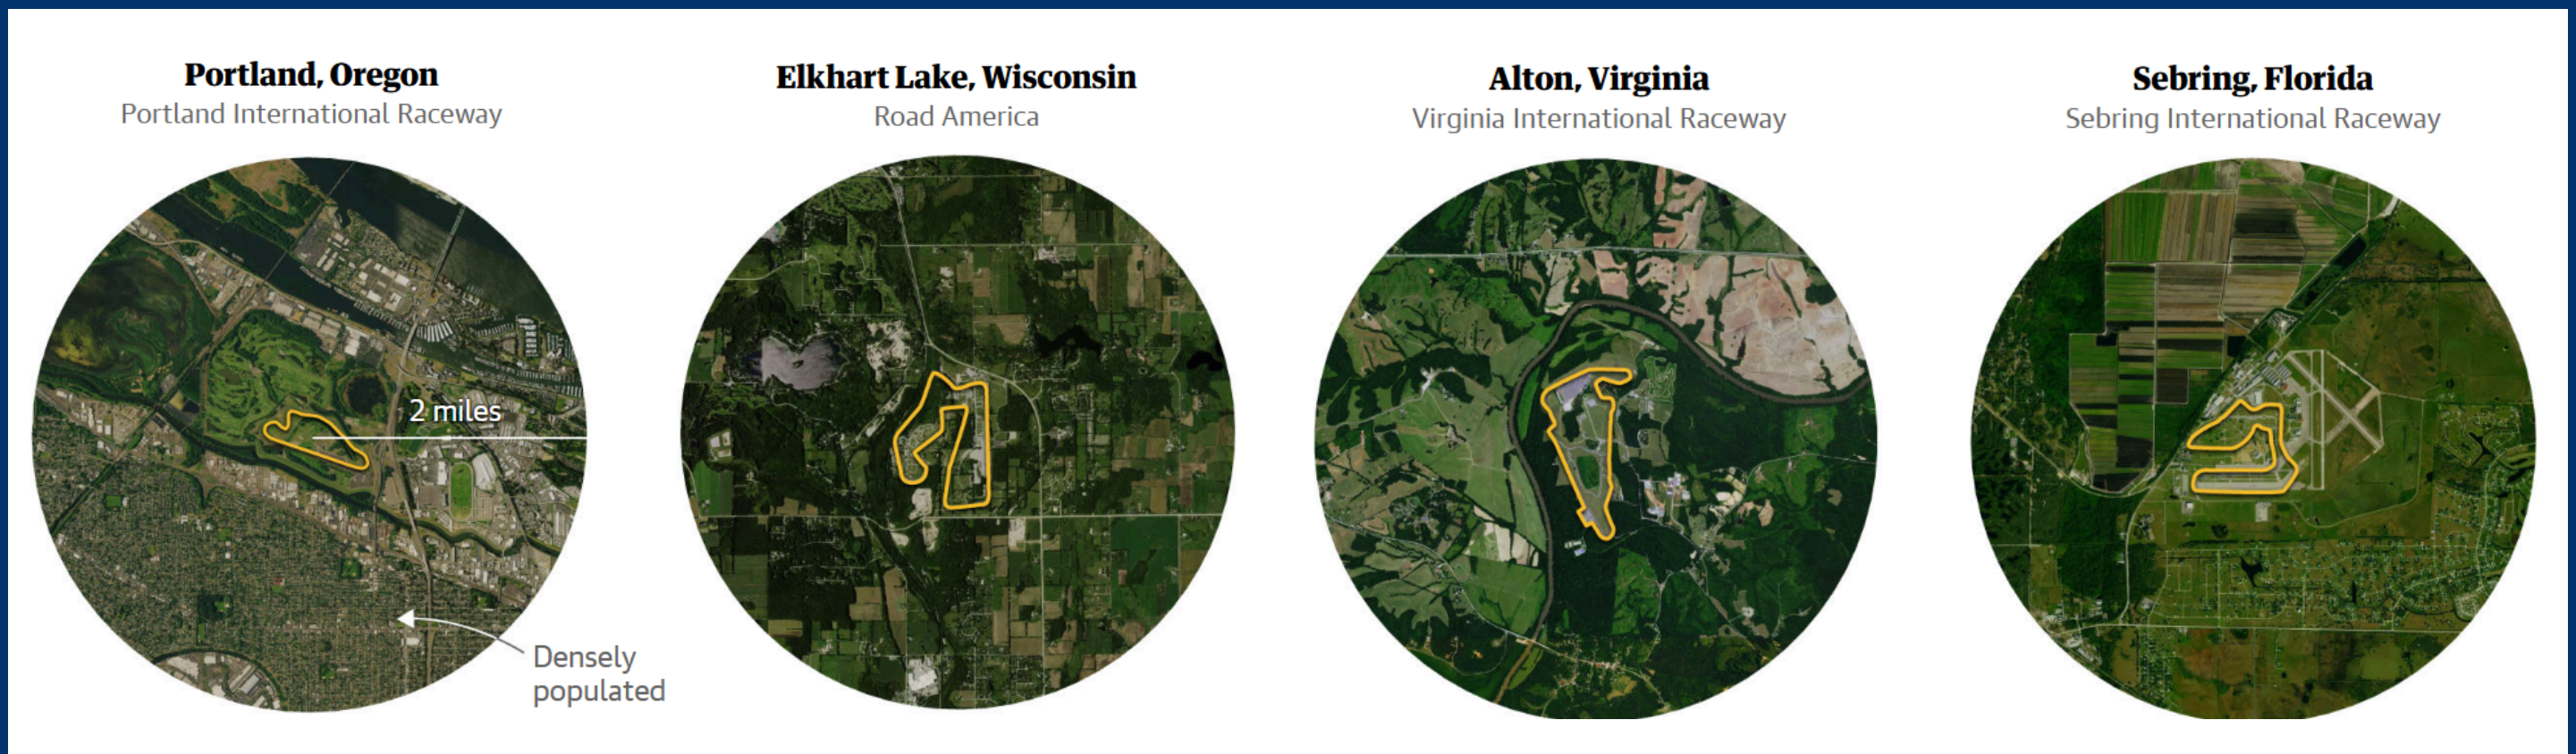 Portland, Oregon
Portland International Raceway
2 miles
Densely
populated
Elkhart Lake, Wisconsin
Road America
Alton, Virginia
Virginia International Raceway
Sebring, Florida
Sebring International Raceway